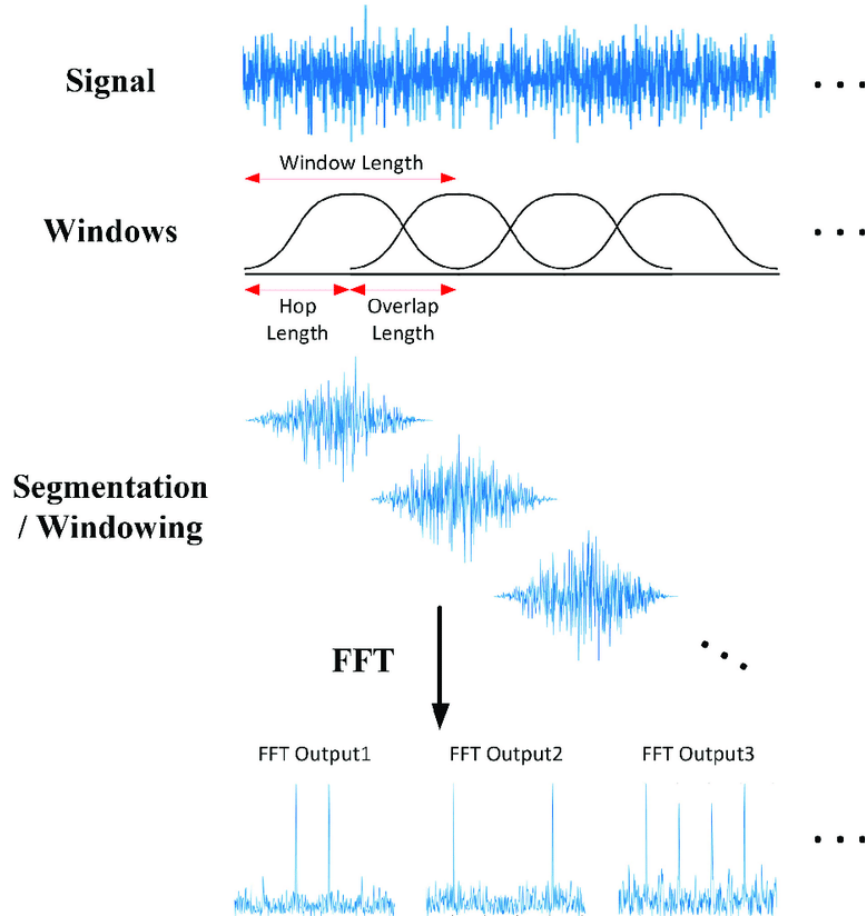 Signal
Window Length
Windows
Hop
Length
Overlap
Length
Segmentation
/ Windowing
FFT
FFT Output1
FFT Output2
FFT Output3